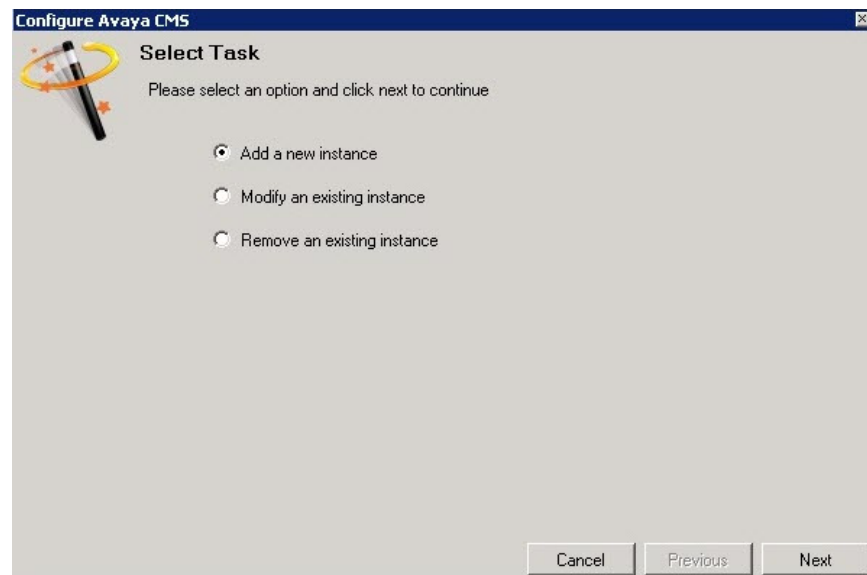 Configure Avaya CMS
Select Task
Please select an option and click next to continue
Add a new instance
Modify an existing instance
Remove an existing instance
Cancel
Previous
Next